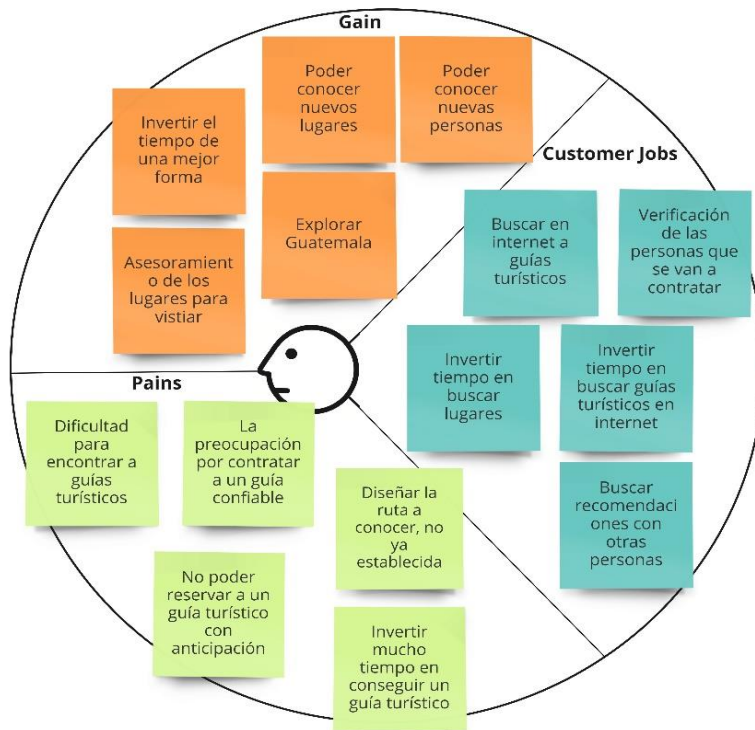 Gain
Invertir el
tiempo de
una mejor
forma
Poder
conocer
nuevos
lugares
Poder
conocer
nuevas
personas
Asesoramient
o de los
lugares para
vistiar
Explorar
Guatemala
Customer Jobs
Buscar en
internet a
guías
turísticos
Verificación
de las
personas que
se van a
contratar
Invertir
tiempo en
buscar
lugares
Invertir
tiempo en
buscar guías
turísticos en
internet
Buscar
recomendaci
ones con
otras
personas
Pains
Dificultad
para
encontrar a
guías
turísticos
La
preocupación
por contratar
a un guía
confiable
Diseñar la
ruta a
conocer, no
ya
establecida
No poder
reservar a un
guía turístico
con
anticipación
Invertir
mucho
tiempo en
conseguir un
guía turístico